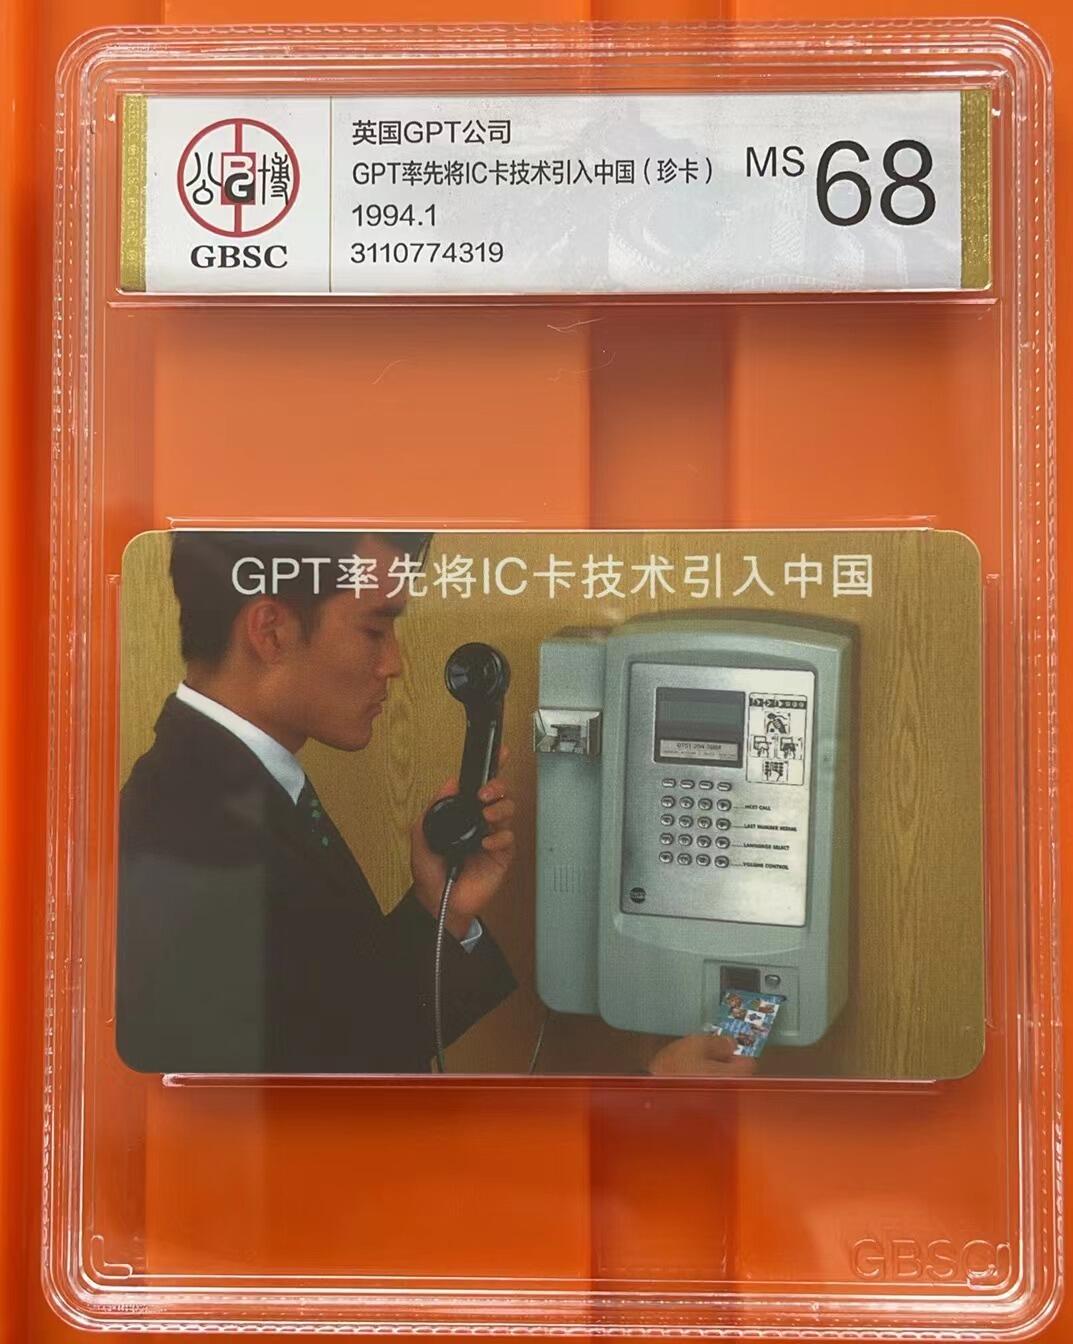 英国GPT公司
GPT率先将IC卡技术引入中国（珍卡）
1994.1
3110774319
MS 68
公博
GBSC
GPT率先将IC卡技术引入中国
NEXT CALL
LAST NUMBER REDIAL
LANGUAGE SELECT
VOLUME CONTROL
GBSC